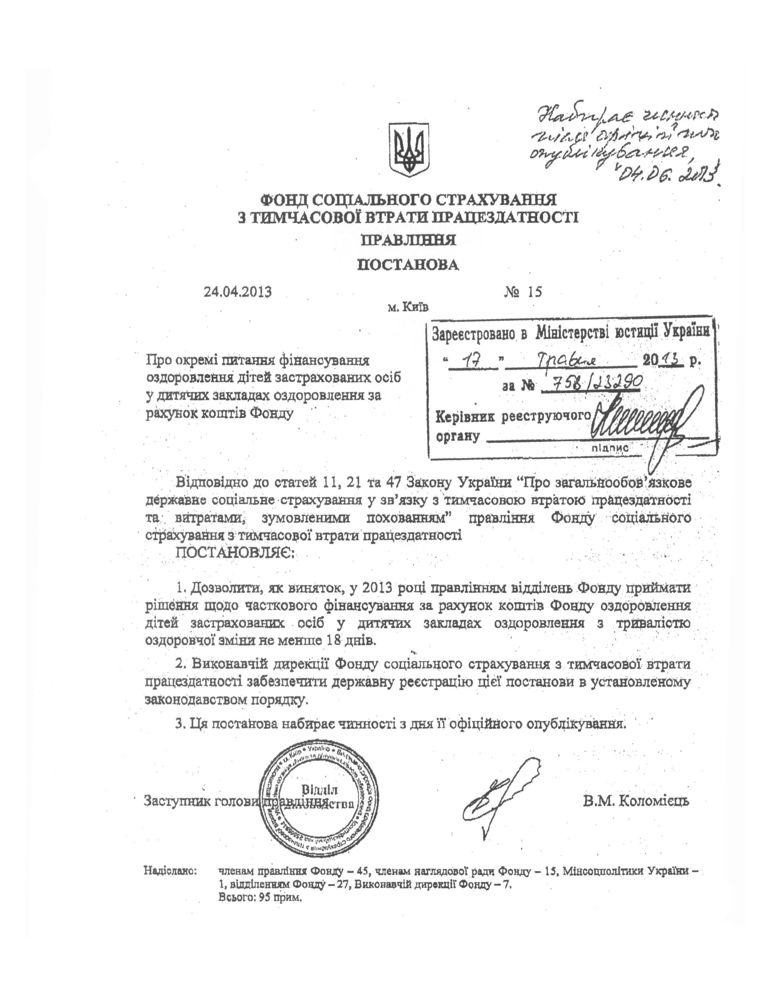 Набирає чинності
після офіційного
опублікування,
04.06.2013.
ФОНД СОЦІАЛЬНОГО СТРАХУВАННЯ
З ТИМЧАСОВОЇ ВТРАТИ ПРАЦЕЗДАТНОСТІ
ПРАВЛІННЯ
ПОСТАНОВА
24.04.2013 № 15
м. Київ
Зареєстровано в Міністерстві юстиції України
“ 17 ” травня 2013 р.
за № 758/23290
Керівник реєструючого
органу
підпис
Про окремі питання фінансування
оздоровлення дітей застрахованих осіб
у дитячих закладах оздоровлення за
рахунок коштів Фонду
Відповідно до статей 11, 21 та 47 Закону України “Про загальнообов’язкове
державне соціальне страхування у зв’язку з тимчасовою втратою працездатності
та витратами, зумовленими похованням” правління Фонду соціального
страхування з тимчасової втрати працездатності
ПОСТАНОВЛЯЄ:
1. Дозволити, як виняток, у 2013 році правлінням відділень Фонду приймати
рішення щодо часткового фінансування за рахунок коштів Фонду оздоровлення
дітей застрахованих осіб у дитячих закладах оздоровлення з тривалістю
оздоровчої зміни не менше 18 днів.
2. Виконавчій дирекції Фонду соціального страхування з тимчасової втрати
працездатності забезпечити державну реєстрацію цієї постанови в установленому
законодавством порядку.
3. Ця постанова набирає чинності з дня її офіційного опублікування.
Відділ
Заступник голови правління В.М. Коломієць
Надіслано: членам правління Фонду – 45, членам наглядової ради Фонду – 15, Мінсоцполітики України –
1, відділенням Фонду – 27, Виконавчій дирекції Фонду – 7.
Всього: 95 прим.